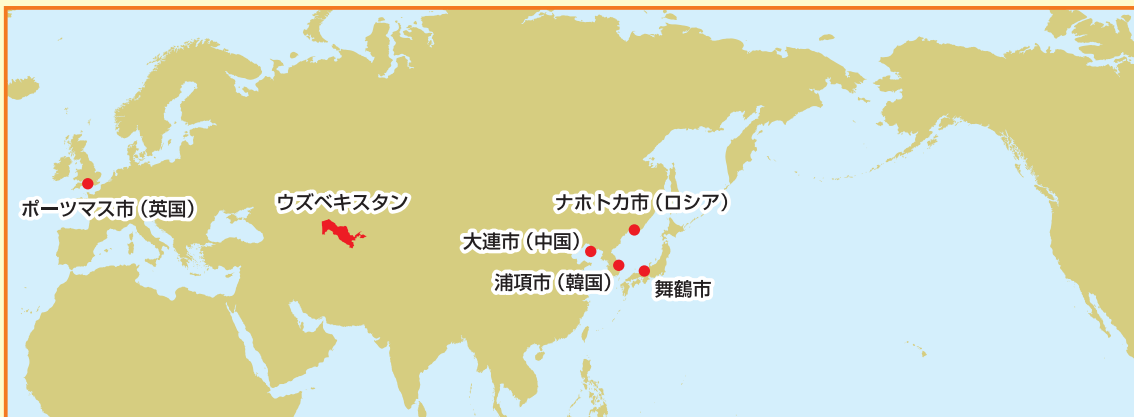 ポーツマス市（英国）
ウズベキスタン
ナホトカ市（ロシア）
大連市（中国）
浦項市（韓国）
舞鶴市